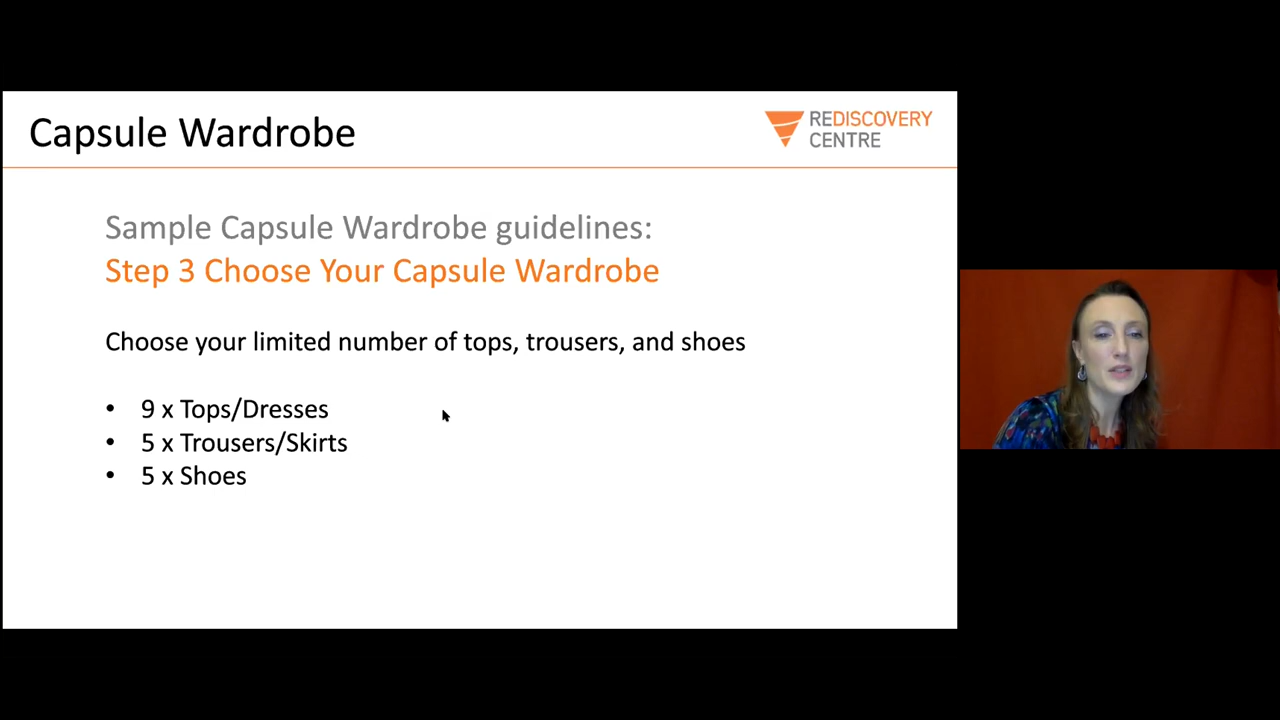 Capsule Wardrobe
REDISCOVERY
CENTRE
Sample Capsule Wardrobe guidelines:
Step 3 Choose Your Capsule Wardrobe
Choose your limited number of tops, trousers, and shoes
• 9 x Tops/Dresses
• 5 x Trousers/Skirts
• 5 x Shoes